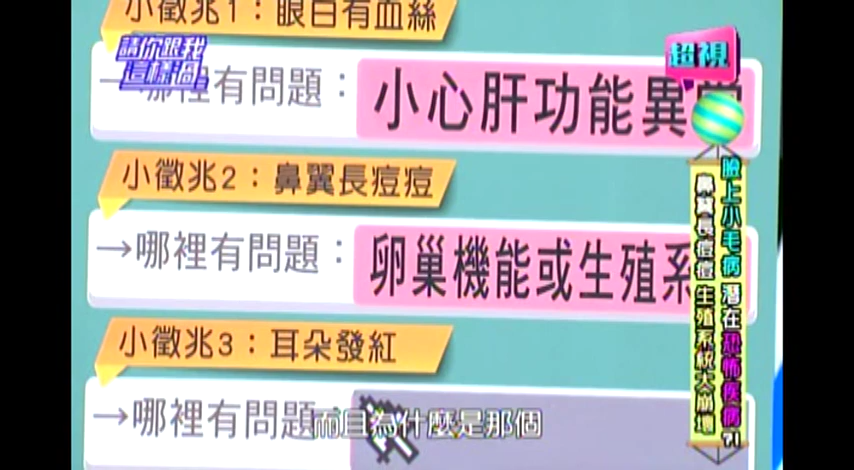 小徵兆1：眼白有血絲
請你跟我
這樣過
超視
哪裡有問題：
小心肝功能異常
小徵兆2：鼻翼長痘痘
→哪裡有問題：
卵巢機能或生殖系
小徵兆3：耳朵發紅
→哪裡有問題
而且為什麼是那個
臉上小毛病 潛在恐怖疾病?!
鼻翼長痘痘 生殖系統大崩壞